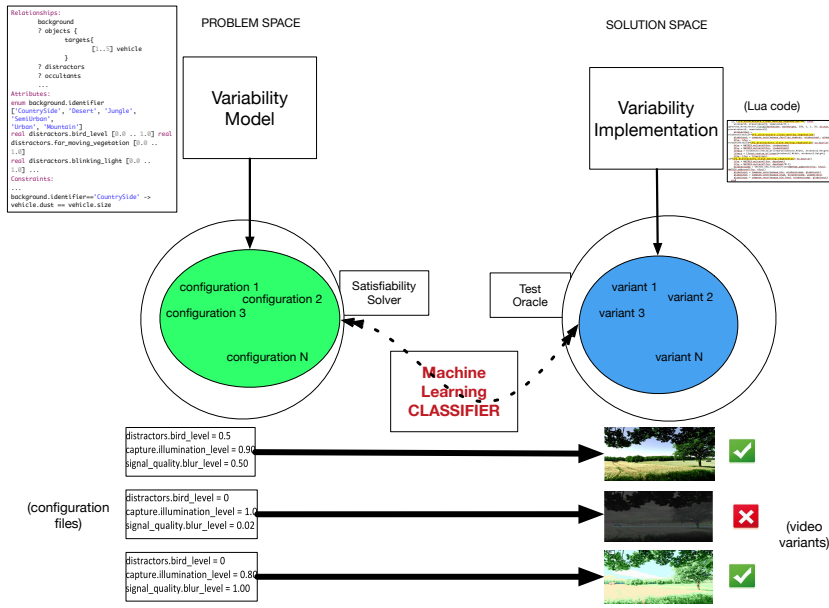 Relationships:
background
? objects {
targets{
[1..5] vehicle
}
? distractors
? occultants
...
Attributes:
enum background.identifier
['CountrySide', 'Desert', 'Jungle',
'SemiUrban',
'Urban', 'Mountain']
real distractors.bird_level [0.0 .. 1.0] real
distractors.far_moving_vegetation [0.0 ..
1.0]
real distractors.blinking_light [0.0 ..
1.0] ...
Constraints:
...
background.identifier=='CountrySide' ->
vehicle.dust == vehicle.size
PROBLEM SPACE
SOLUTION SPACE
Variability
Model
Variability
Implementation
(Lua code)
configuration 1
configuration 2
configuration 3
configuration N
Satisfiability
Solver
Test
Oracle
variant 1
variant 2
variant 3
variant N
Machine
Learning
CLASSIFIER
(configuration
files)
distractors.bird_level = 0.5
capture.illumination_level = 0.90
signal_quality.blur_level = 0.50
distractors.bird_level = 0
capture.illumination_level = 1.0
signal_quality.blur_level = 0.02
distractors.bird_level = 0
capture.illumination_level = 0.80
signal_quality.blur_level = 1.00
(video
variants)